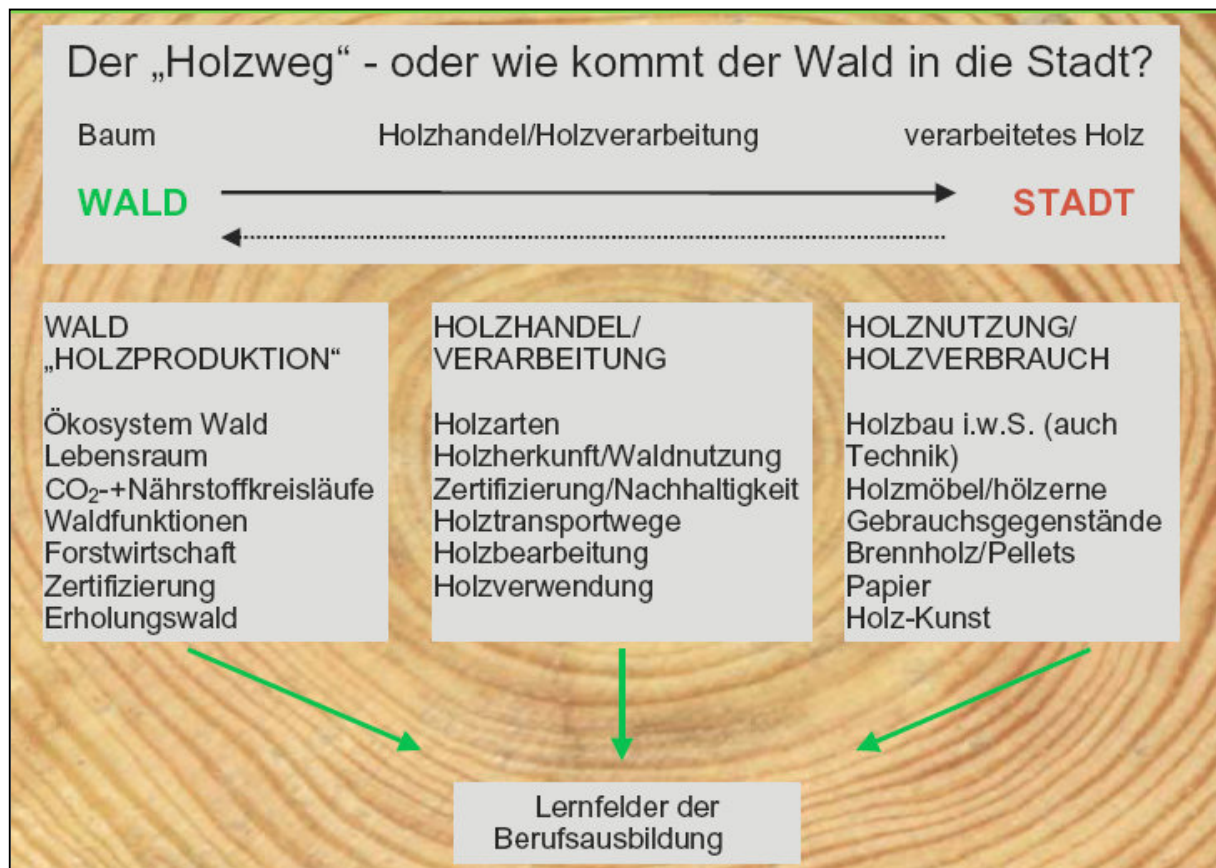 Der „Holzweg“ - oder wie kommt der Wald in die Stadt?
Baum Holzhandel/Holzverarbeitung verarbeitetes Holz
WALD STADT
WALD
„HOLZPRODUKTION“
Ökosystem Wald
Lebensraum
CO₂-+Nährstoffkreisläufe
Waldfunktionen
Forstwirtschaft
Zertifizierung
Erholungswald
HOLZHANDEL/
VERARBEITUNG
Holzarten
Holzherkunft/Waldnutzung
Zertifizierung/Nachhaltigkeit
Holztransportwege
Holzbearbeitung
Holzverwendung
HOLZNUTZUNG/
HOLZVERBRAUCH
Holzbau i.w.S. (auch
Technik)
Holzmöbel/hölzerne
Gebrauchsgegenstände
Brennholz/Pellets
Papier
Holz-Kunst
Lernfelder der
Berufsausbildung